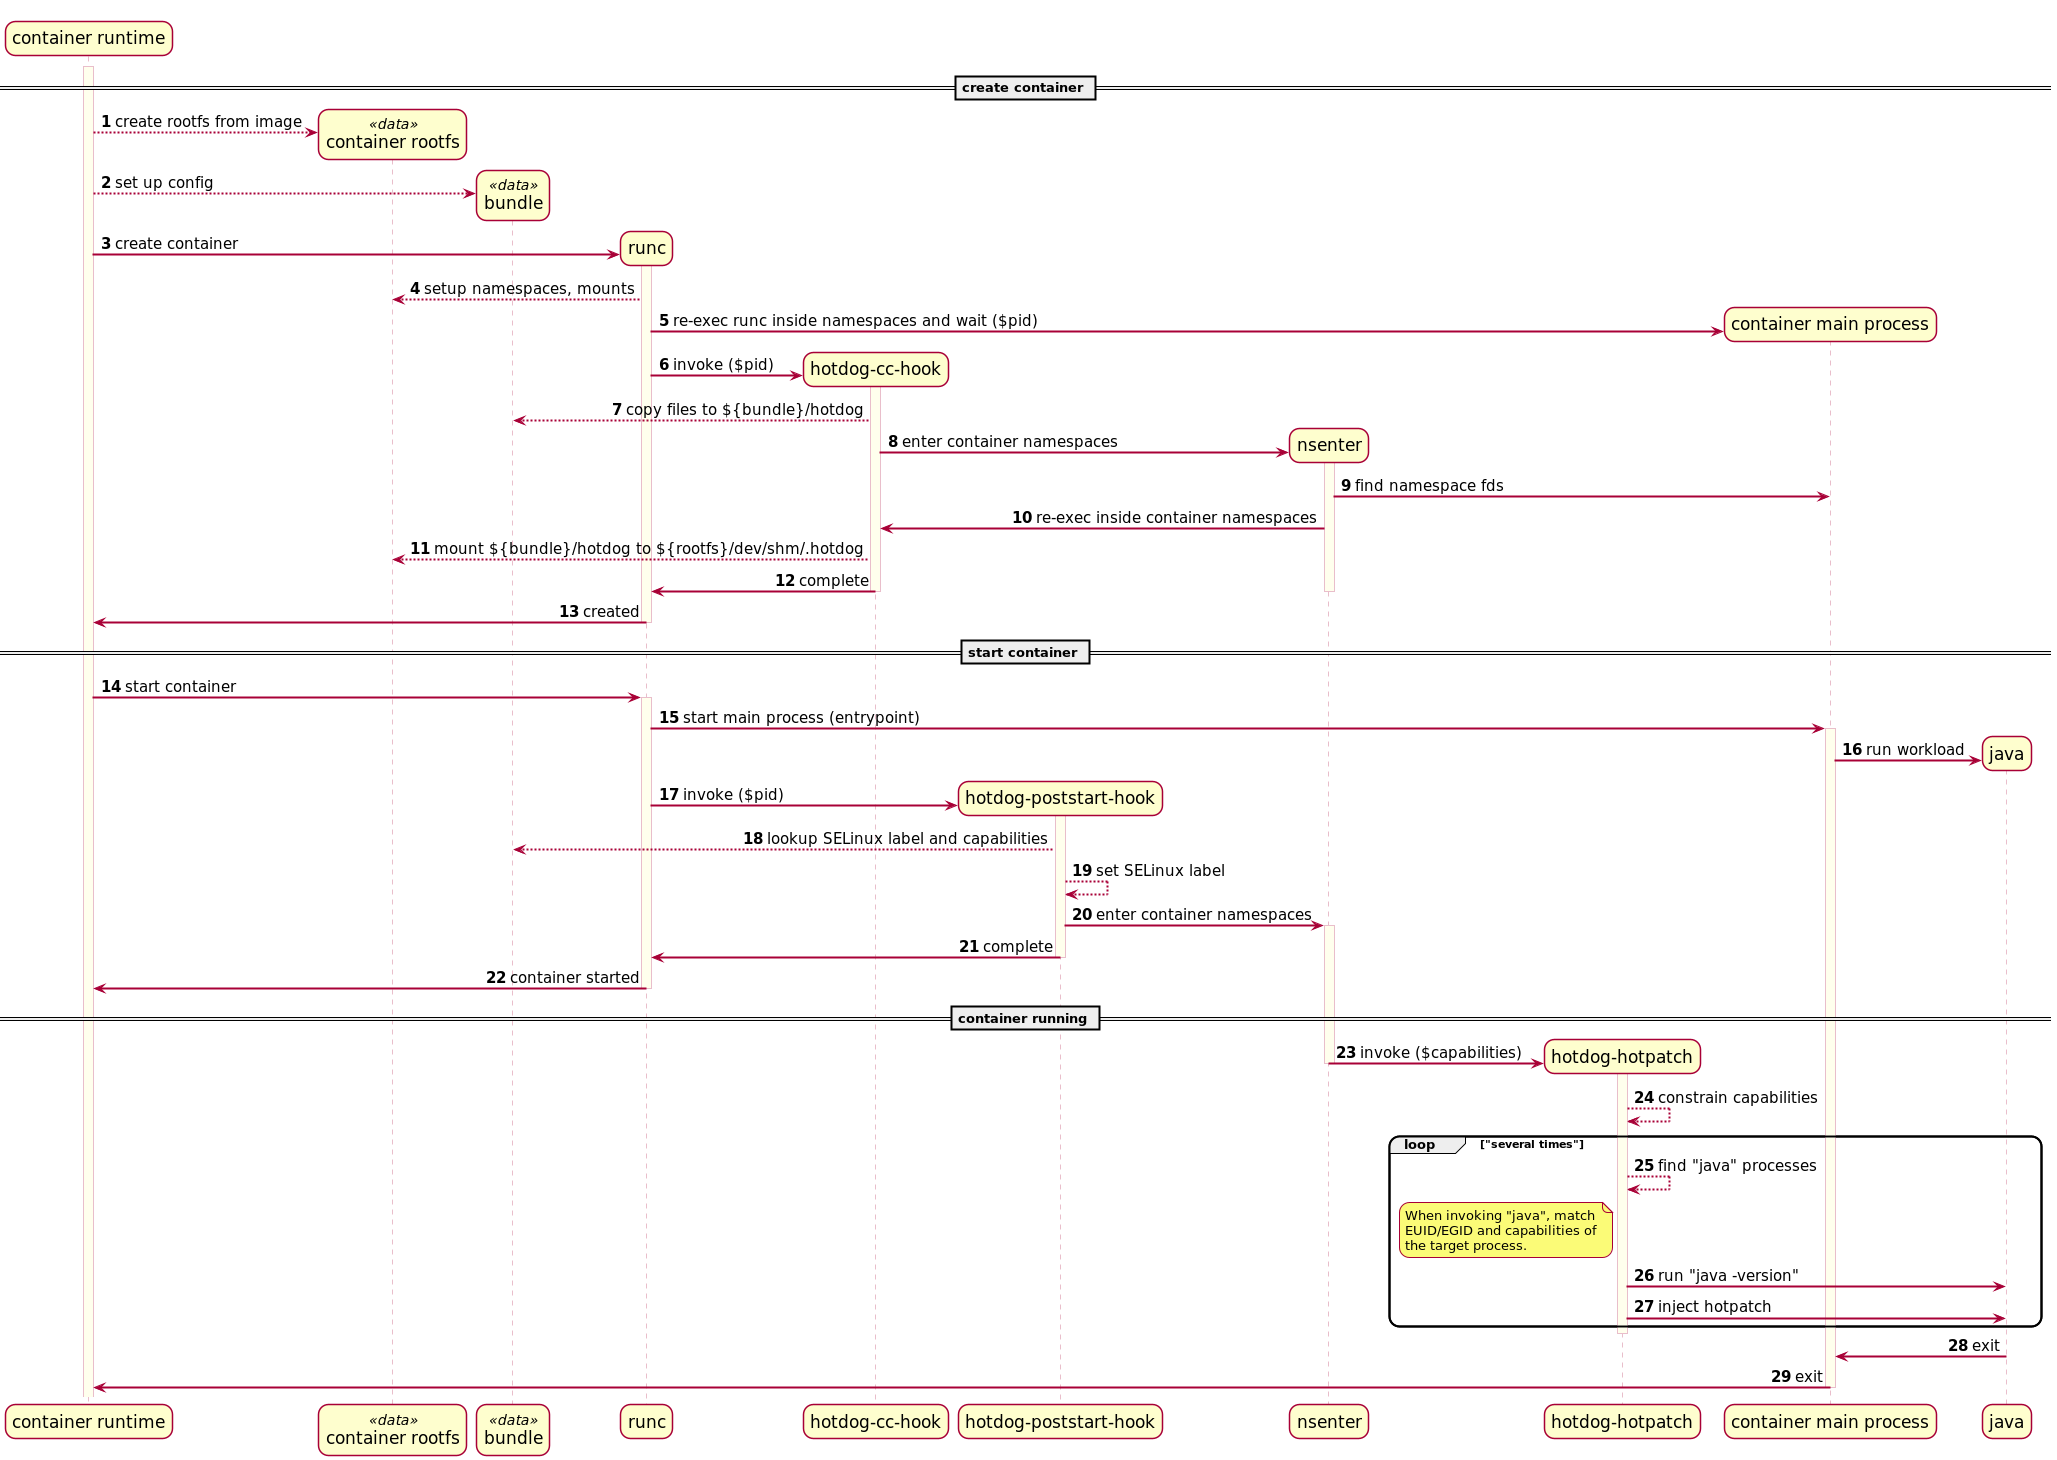 container runtime
create container
1 create rootfs from image
«data»
container rootfs
2 set up config
«data»
bundle
3 create container
runc
4 setup namespaces, mounts
5 re-exec runc inside namespaces and wait ($pid)
container main process
6 invoke ($pid)
hotdog-cc-hook
7 copy files to ${bundle}/hotdog
8 enter container namespaces
nsenter
9 find namespace fds
10 re-exec inside container namespaces
11 mount ${bundle}/hotdog to ${rootfs}/dev/shm/.hotdog
12 complete
13 created
start container
14 start container
15 start main process (entrypoint)
16 run workload
java
17 invoke ($pid)
hotdog-poststart-hook
18 lookup SELinux label and capabilities
19 set SELinux label
20 enter container namespaces
21 complete
22 container started
container running
23 invoke ($capabilities)
hotdog-hotpatch
24 constrain capabilities
loop ["several times"]
25 find "java" processes
When invoking "java", match
EUID/EGID and capabilities of
the target process.
26 run "java -version"
27 inject hotpatch
28 exit
29 exit
container runtime
«data»
container rootfs
«data»
bundle
runc
hotdog-cc-hook
hotdog-poststart-hook
nsenter
hotdog-hotpatch
container main process
java